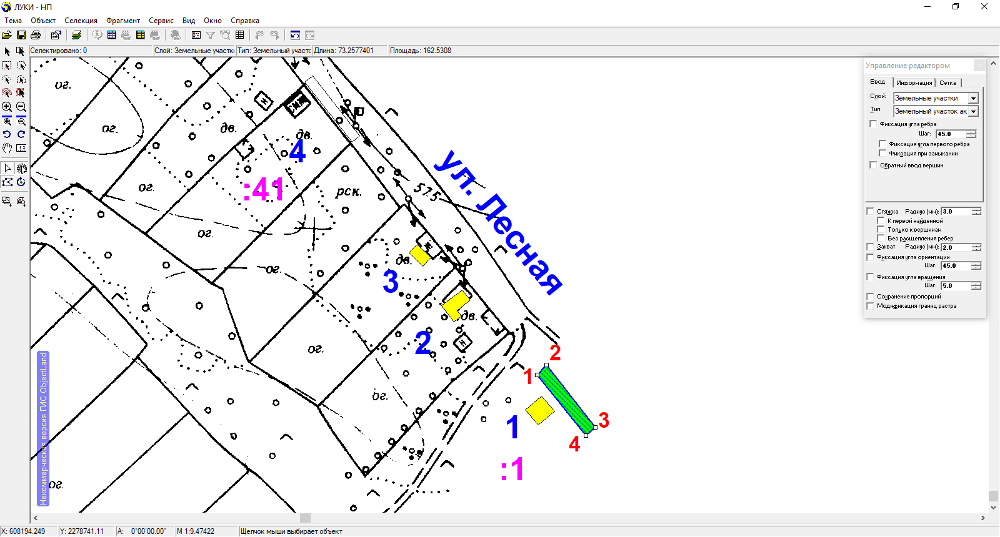 ЛУКИ - НП
Тема Объект Селекция Фрагмент Сервис Вид Окно Справка
Селектировано: 0 Слой: Земельные участки Тип: Земельный участс Длина: 73.2577401 Площадь: 162.5308
Управление редактором
Ввод Информация Сетка
Слой: Земельные участки
Тип: Земельный участок ак
Фиксация угла ребра
Шаг: 45.0
Фиксация угла первого ребра
Фиксация при замыкании
Обратный ввод вершин
Стяжка Радиус (мм): 3.0
К первой найденной
Только к вершинам
Без расщепления ребер
Захват Радиус (мм): 2.0
Фиксация угла ориентации
Шаг: 45.0
Фиксация угла вращения
Шаг: 5.0
Сохранение пропорций
Модификация границ растра
ог.
ог.
дв.
дв.
4
ул. Лесная
ог.
:41
рск.
57.5
ог.
дв.
ог.
3
дв.
ог.
2
2
1
ог.
3
1
4
:1
ог.
Некоммерческая версия ГИС ObjectLand
X: 608194.249 Y: 2278741.11 A: 0°00'00.00" M 1:9.47422 Щелчок мыши выбирает объект